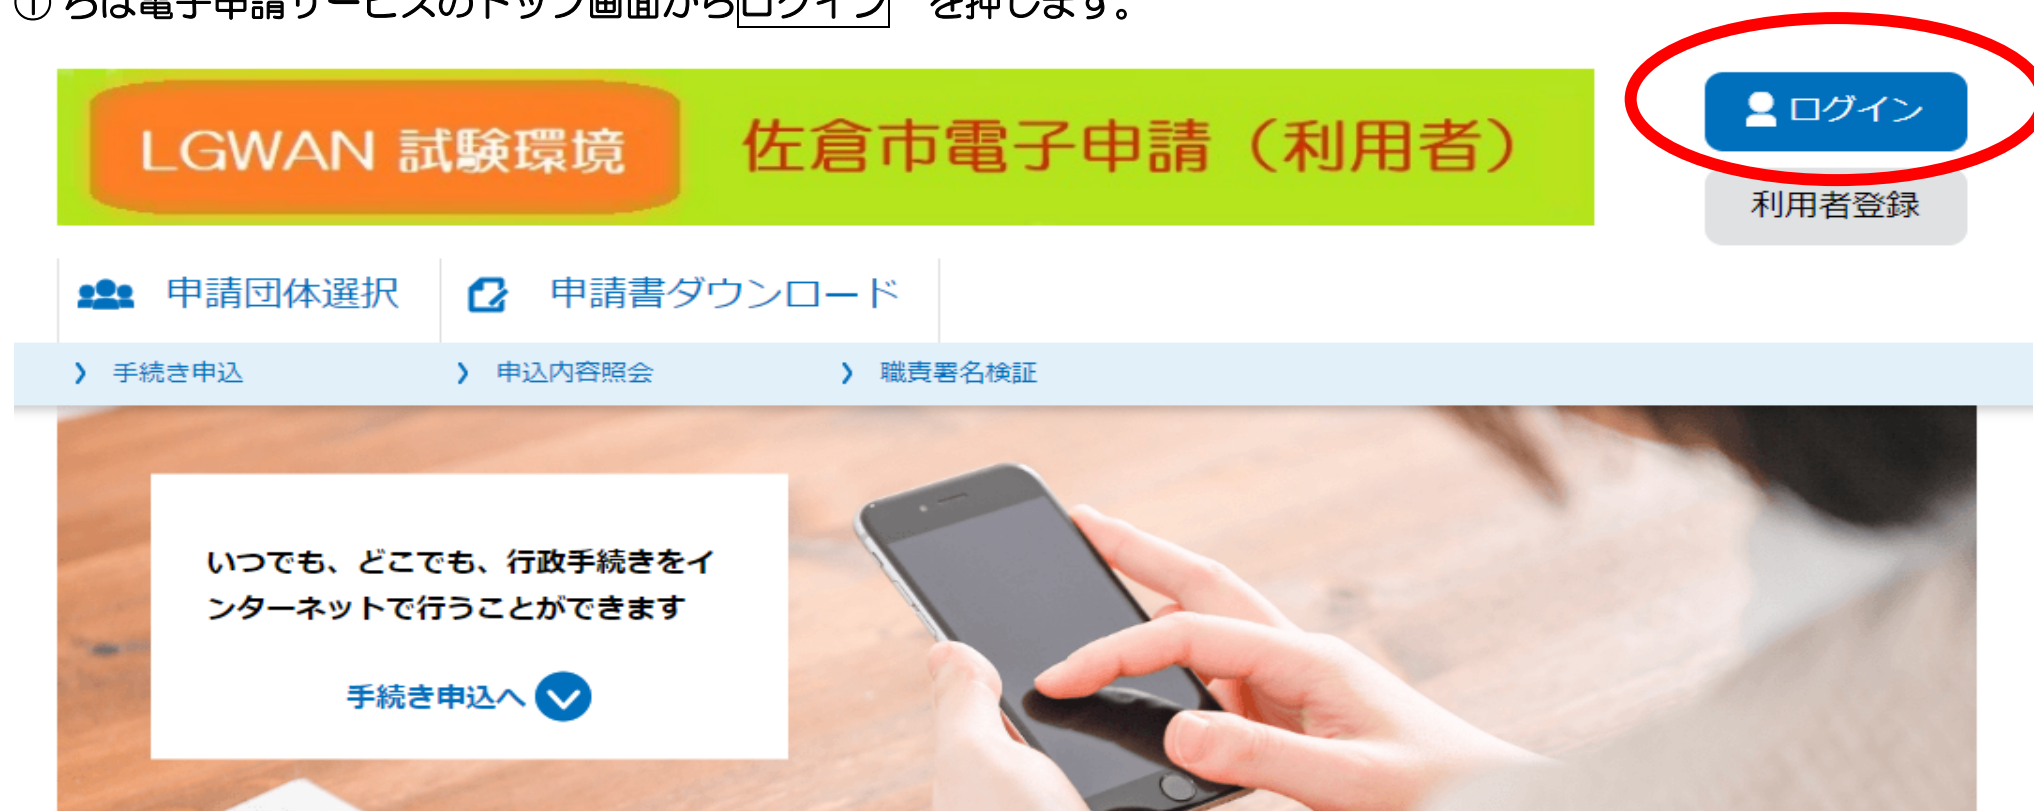 ① ちば電子申請サービスのトップ画面からログイン を押します。
LGWAN 試験環境 佐倉市電子申請（利用者）
ログイン
利用者登録
申請団体選択 申請書ダウンロード
手続き申込 申込内容照会 職責署名検証
いつでも、どこでも、行政手続きをイ
ンターネットで行うことができます
手続き申込へ